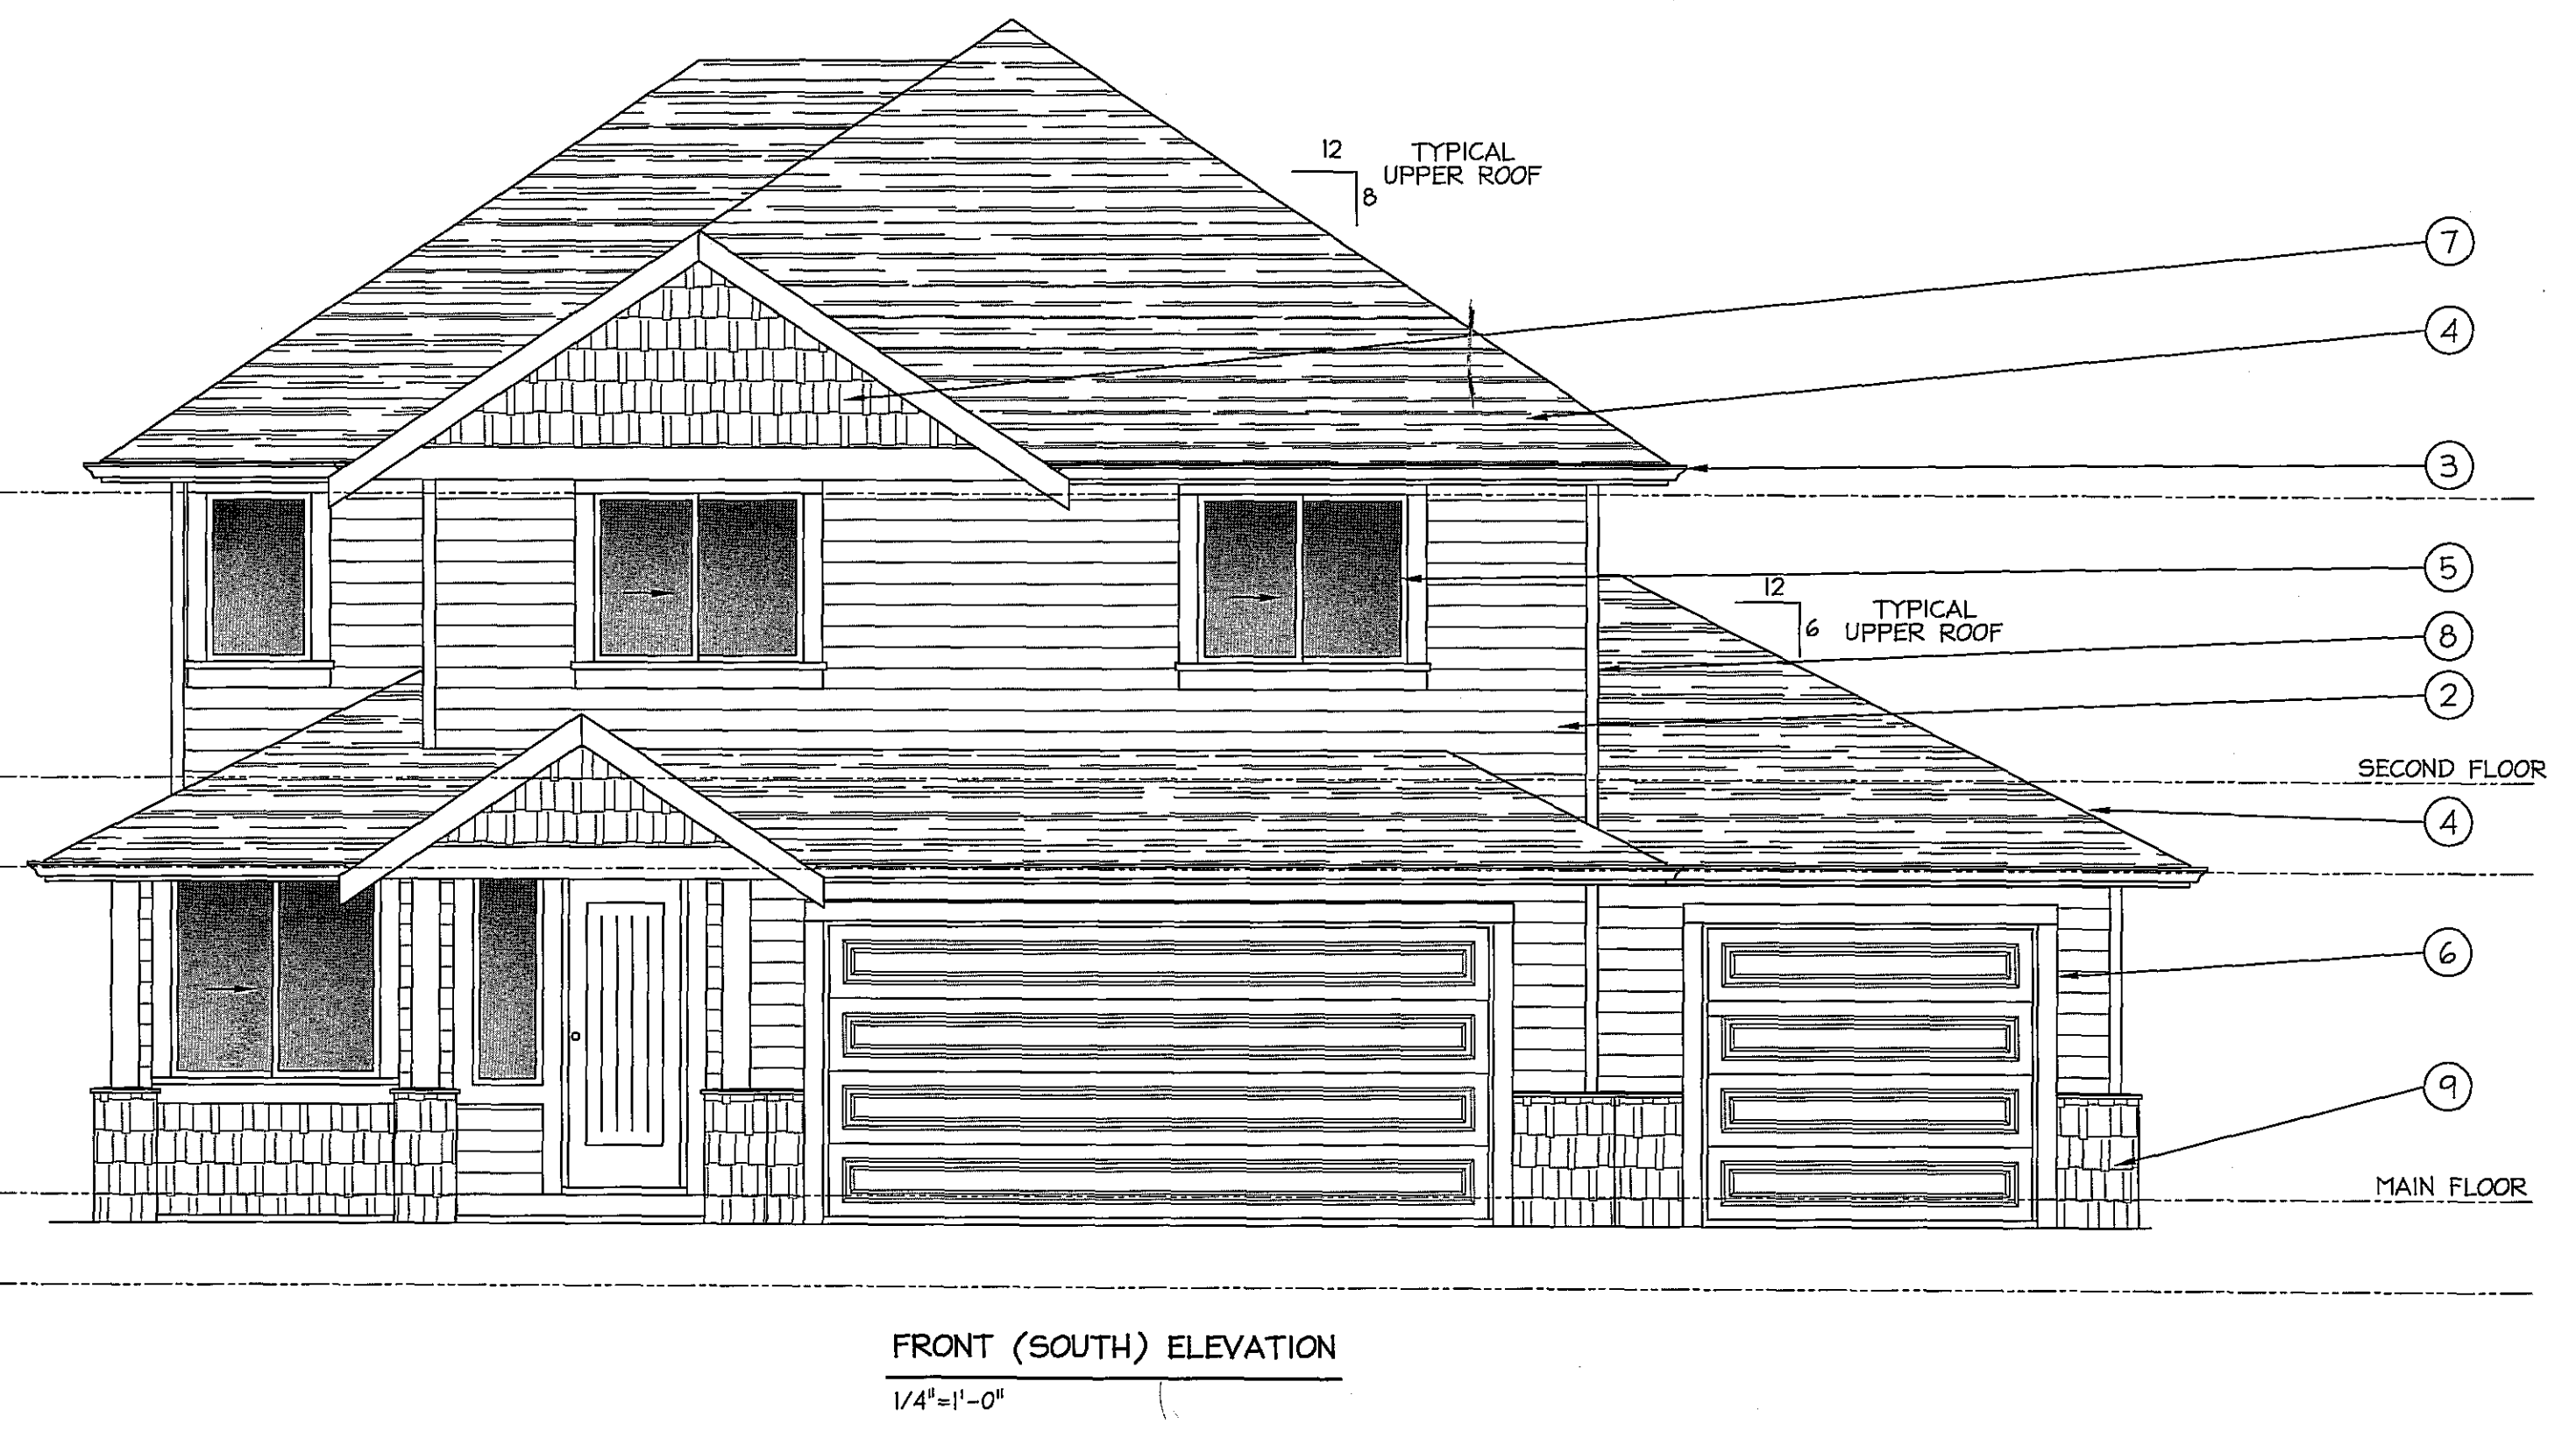 12
TYPICAL
UPPER ROOF
8
7
4
3
5
12
TYPICAL
6 UPPER ROOF
8
2
SECOND FLOOR
4
6
9
MAIN FLOOR
FRONT (SOUTH) ELEVATION
1/4"=1'-0"